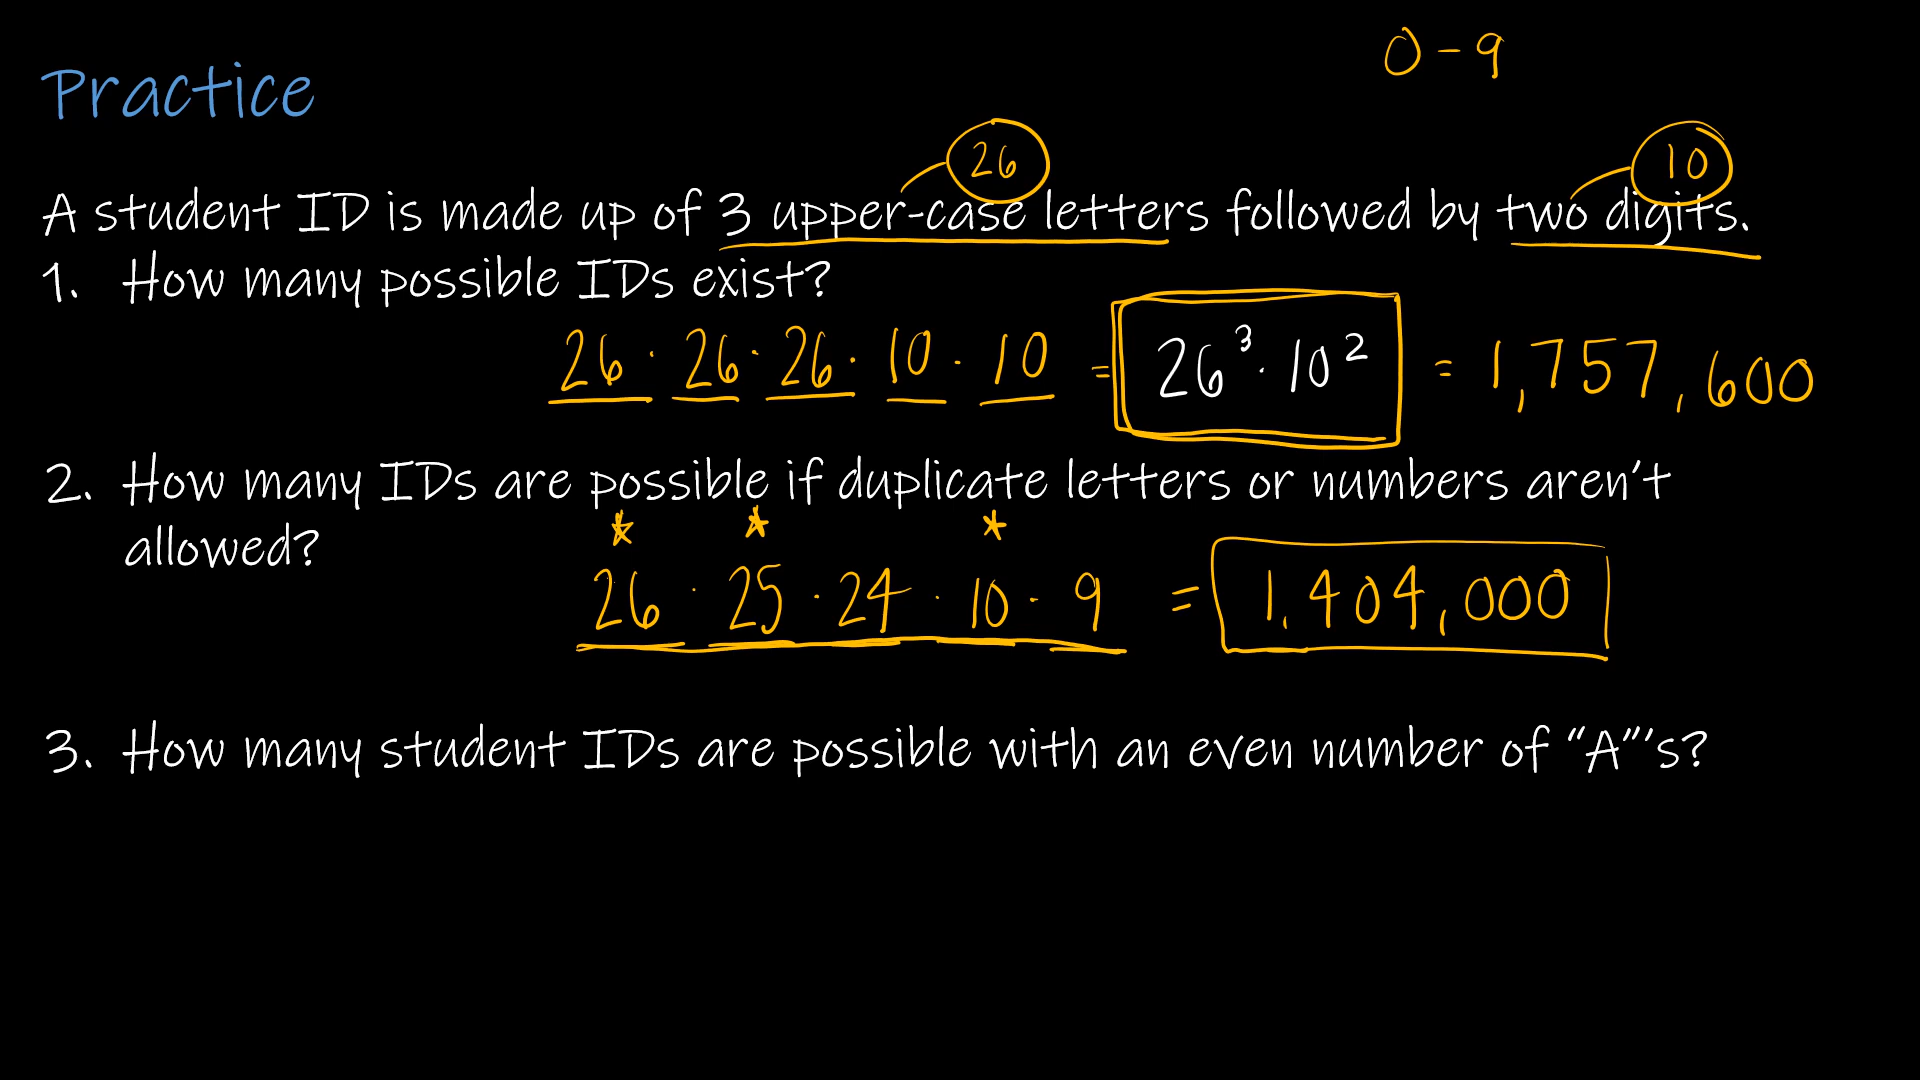 0 - 9
Practice
26
10
A student ID is made up of 3 upper-case letters followed by two digits.
1. How many possible IDs exist?
26 · 26 · 26 · 10 · 10 = 26³ · 10² = 1,757,600
2. How many IDs are possible if duplicate letters or numbers aren't
allowed?
* * *
26 · 25 · 24 · 10 · 9 = 1,404,000
3. How many student IDs are possible with an even number of “A”'s?